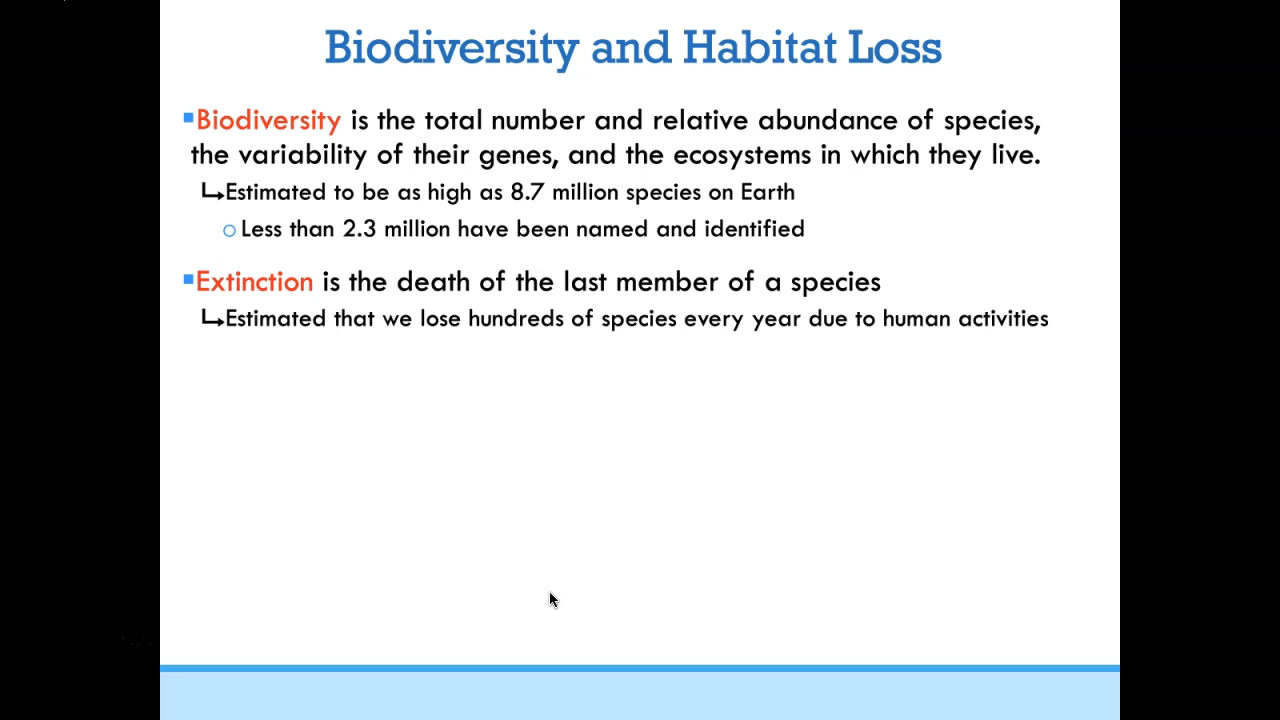 Biodiversity and Habitat Loss
Biodiversity is the total number and relative abundance of species,
the variability of their genes, and the ecosystems in which they live.
Estimated to be as high as 8.7 million species on Earth
Less than 2.3 million have been named and identified
Extinction is the death of the last member of a species
Estimated that we lose hundreds of species every year due to human activities